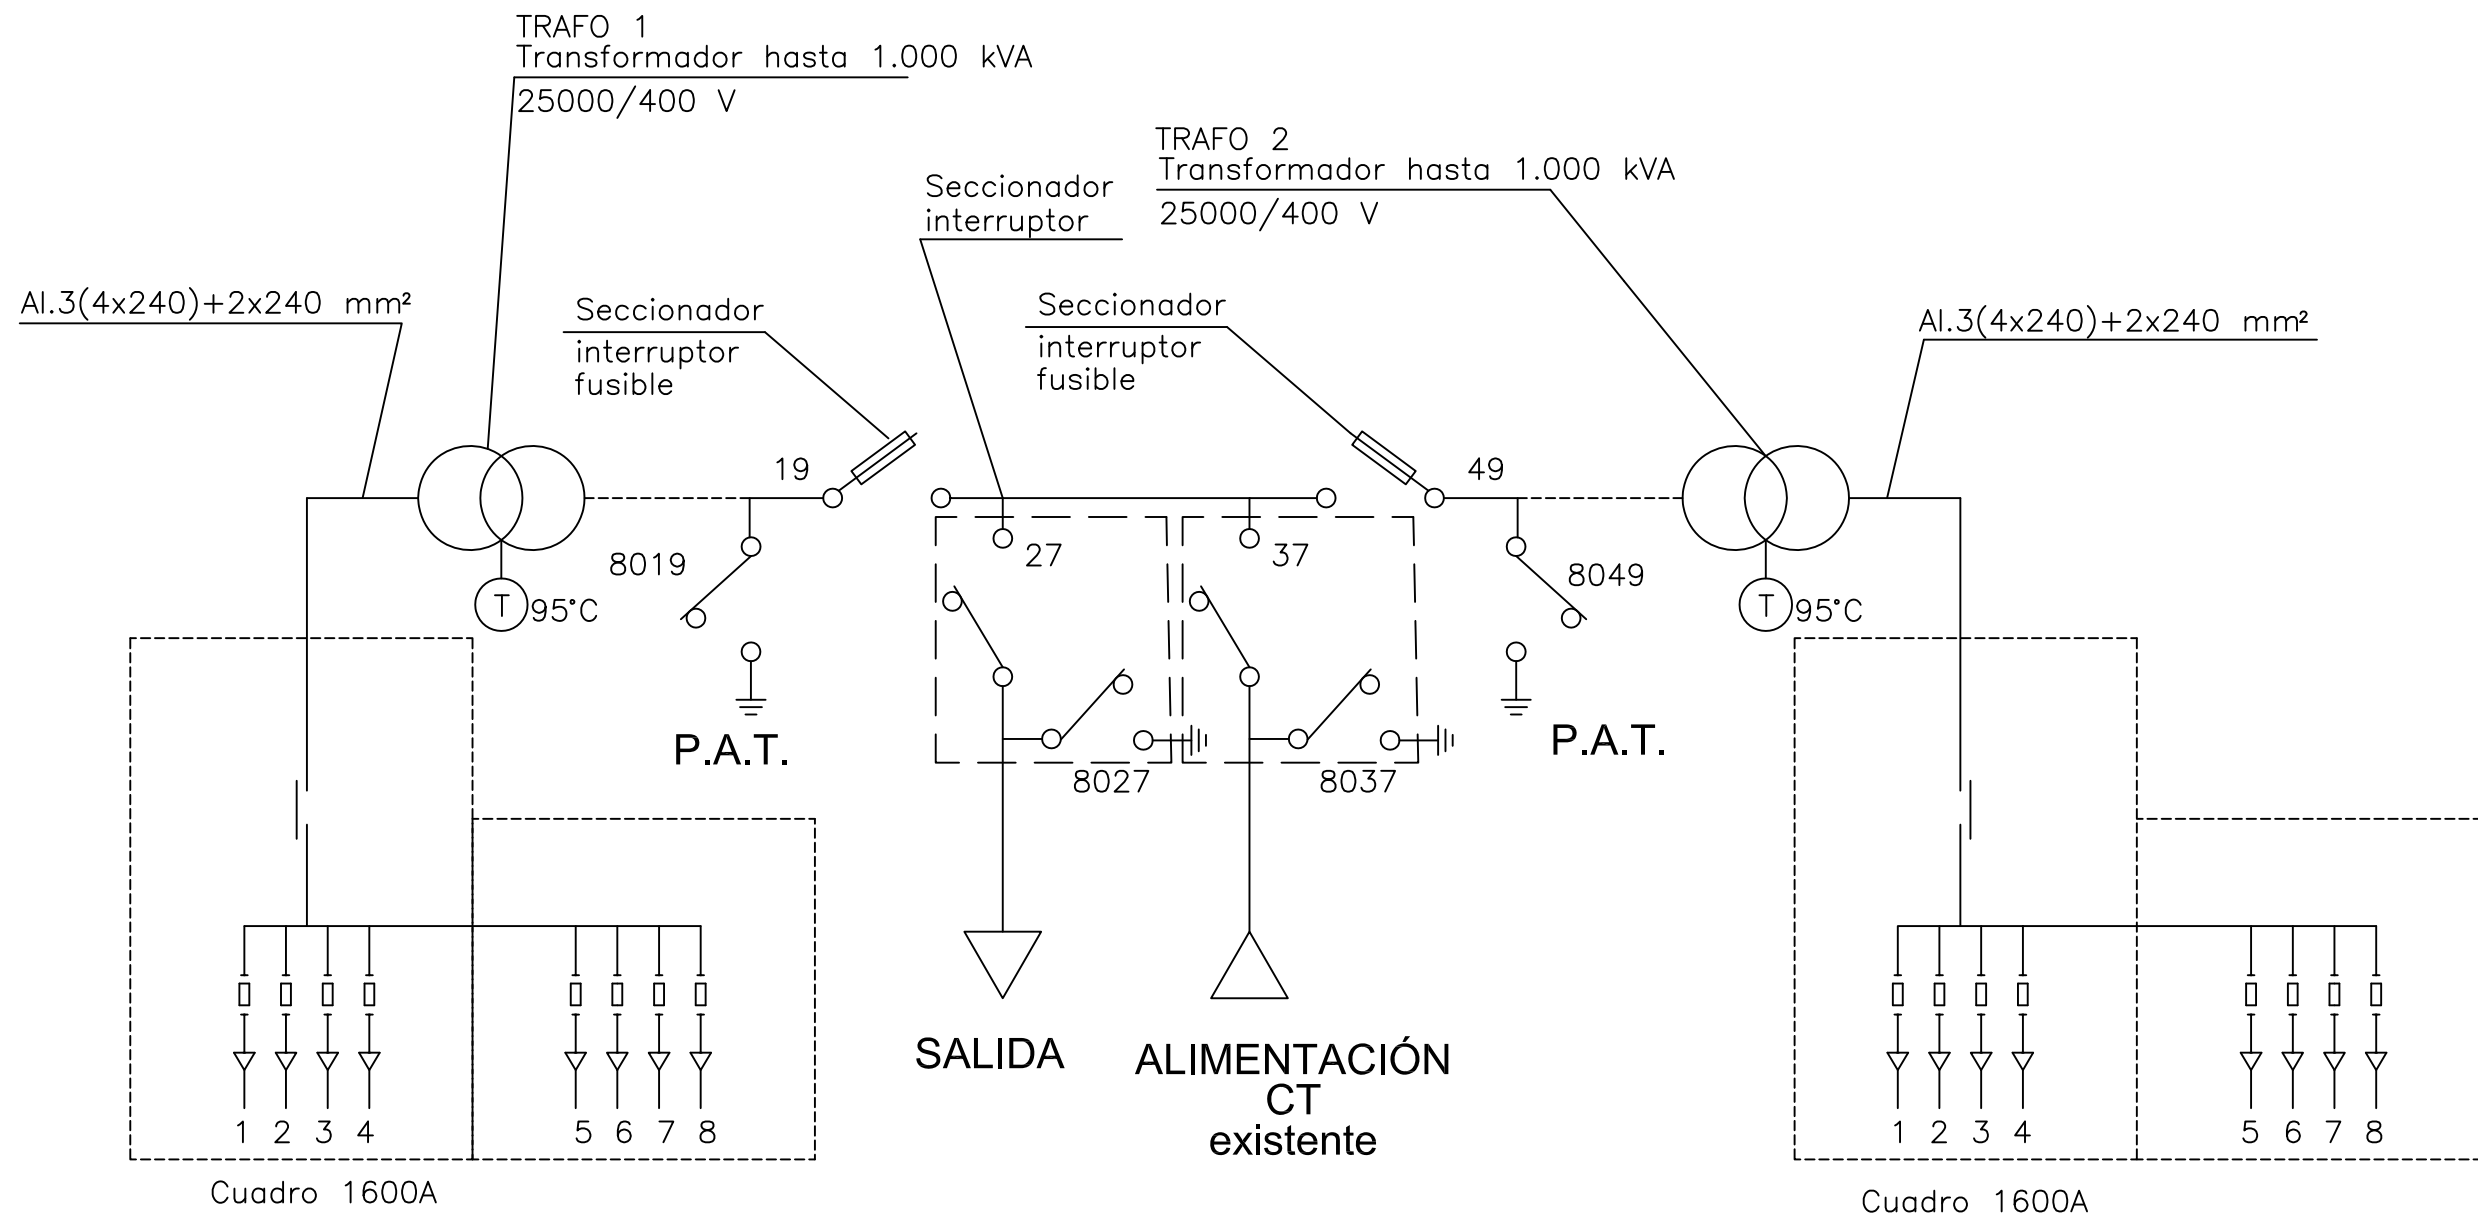 TRAFO 1
Transformador hasta 1.000 kVA
25000/400 V
TRAFO 2
Transformador hasta 1.000 kVA
25000/400 V
Seccionador
interruptor
Al.3(4x240)+2x240 mm²
Seccionador
interruptor
fusible
Seccionador
interruptor
fusible
Al.3(4x240)+2x240 mm²
19
49
27
37
8019
8049
T
95°C
T
95°C
P.A.T.
P.A.T.
8027
8037
SALIDA
ALIMENTACIÓN
CT
existente
1 2 3 4
5 6 7 8
1 2 3 4
5 6 7 8
Cuadro 1600A
Cuadro 1600A